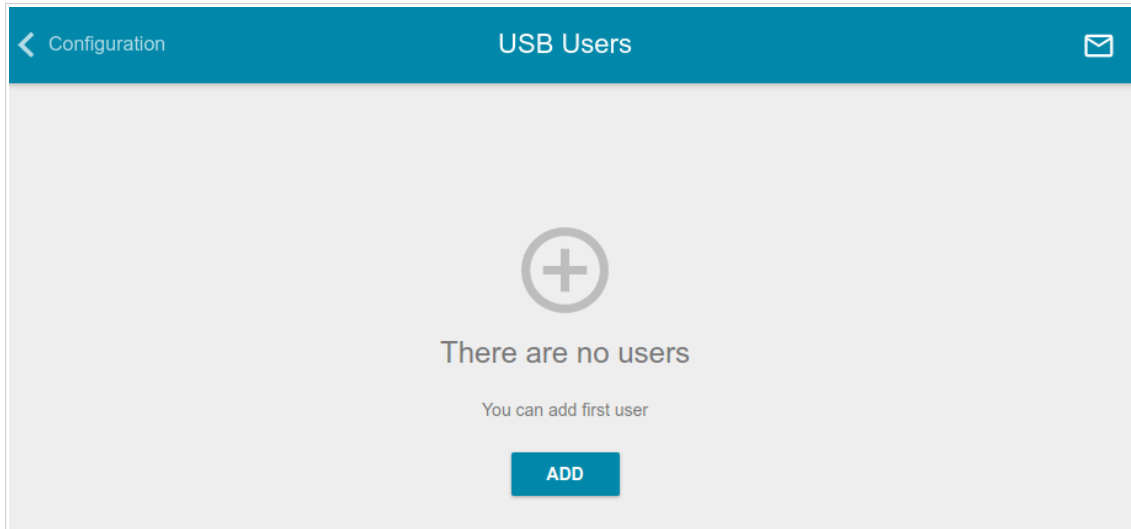 Configuration
USB Users
There are no users
You can add first user
ADD